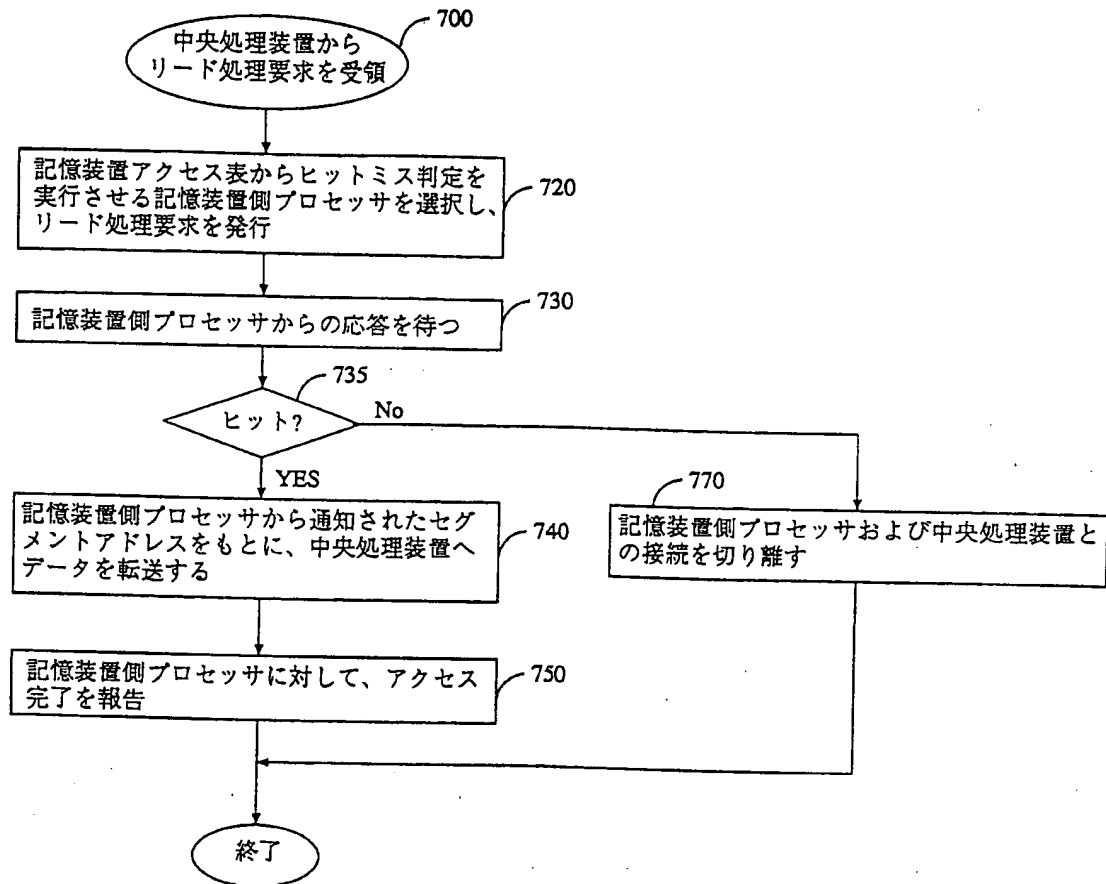 700
中央処理装置から
リード処理要求を受領
記憶装置アクセス表からヒットミス判定を
実行させる記憶装置側プロセッサを選択し、
リード処理要求を発行
720
730
記憶装置側プロセッサからの応答を待つ
735
ヒット?
No
YES
記憶装置側プロセッサから通知されたセグ
メントアドレスをもとに、中央処理装置へ
データを転送する
740
770
記憶装置側プロセッサおよび中央処理装置と
の接続を切り離す
記憶装置側プロセッサに対して、アクセス
完了を報告
750
終了